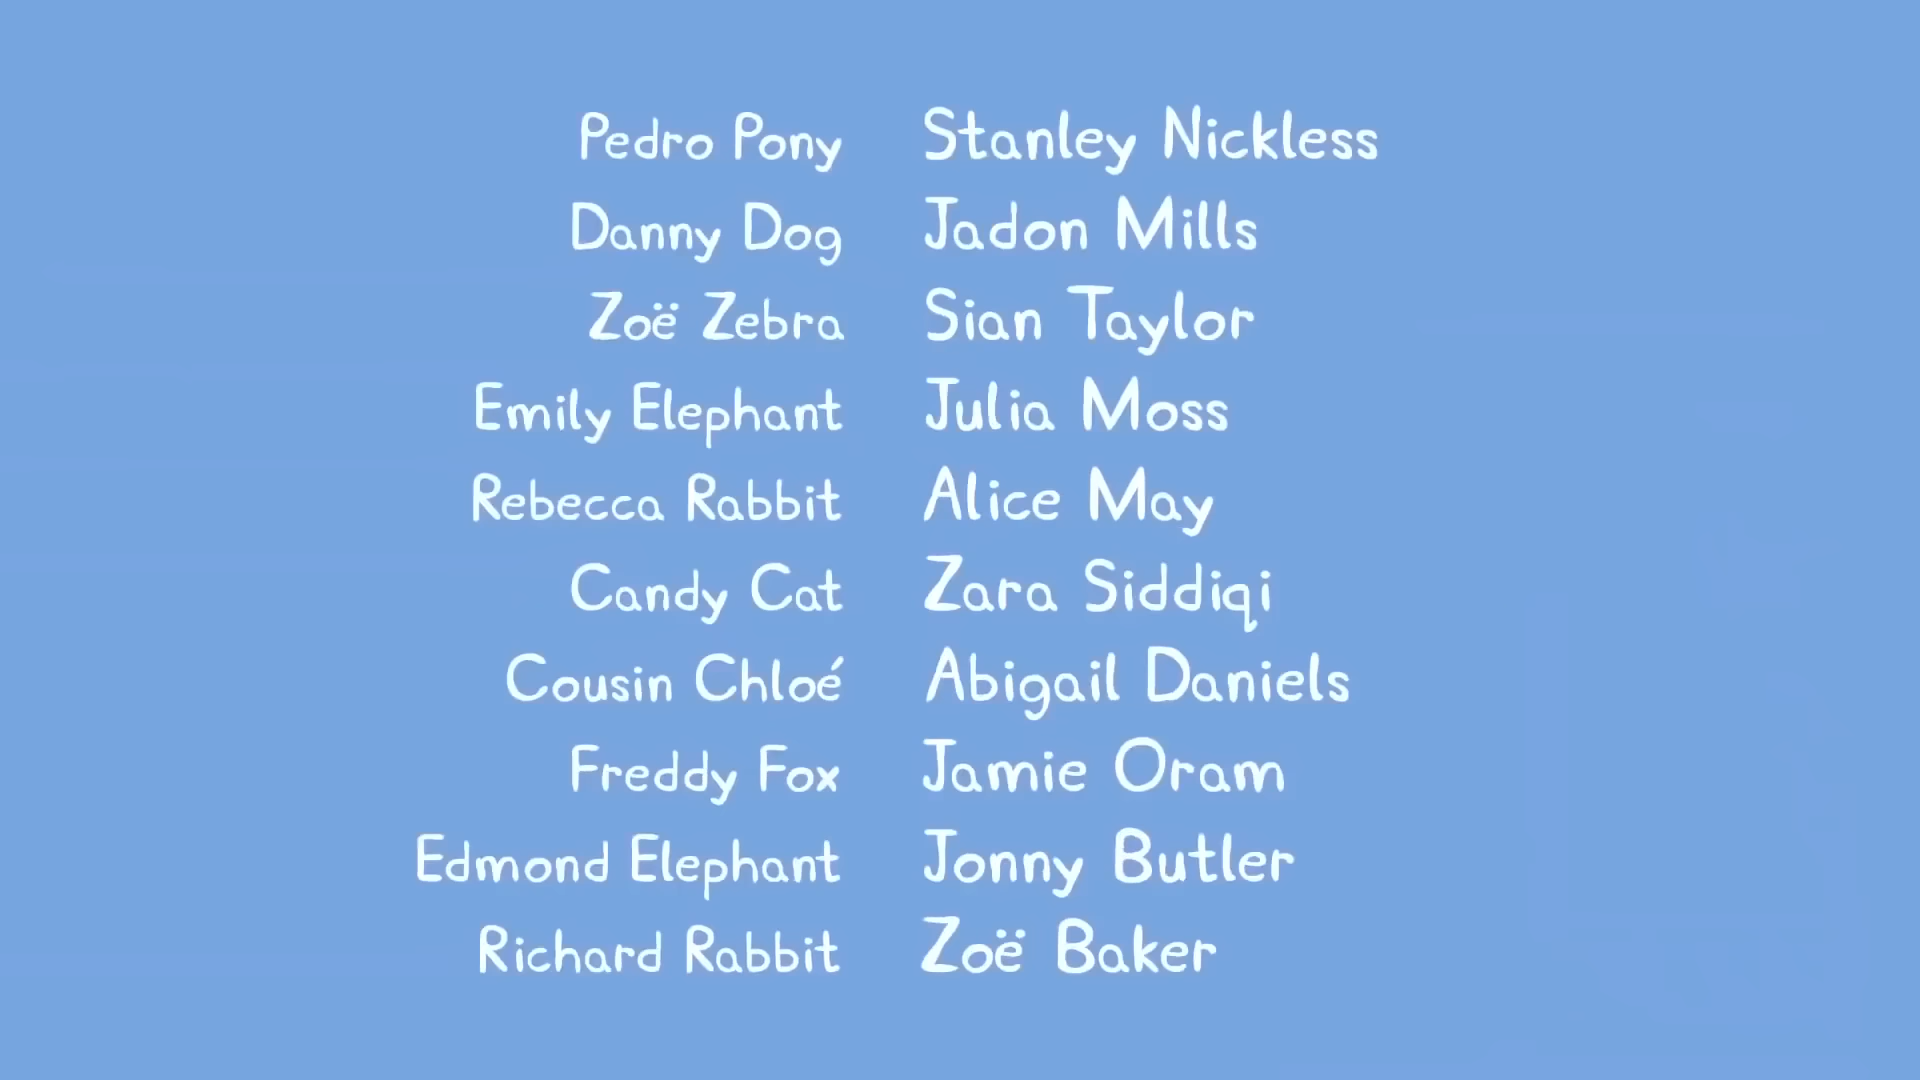 Pedro Pony Stanley Nickless
Danny Dog Jadon Mills
Zoë Zebra Sian Taylor
Emily Elephant Julia Moss
Rebecca Rabbit Alice May
Candy Cat Zara Siddiqi
Cousin Chloé Abigail Daniels
Freddy Fox Jamie Oram
Edmond Elephant Jonny Butler
Richard Rabbit Zoë Baker